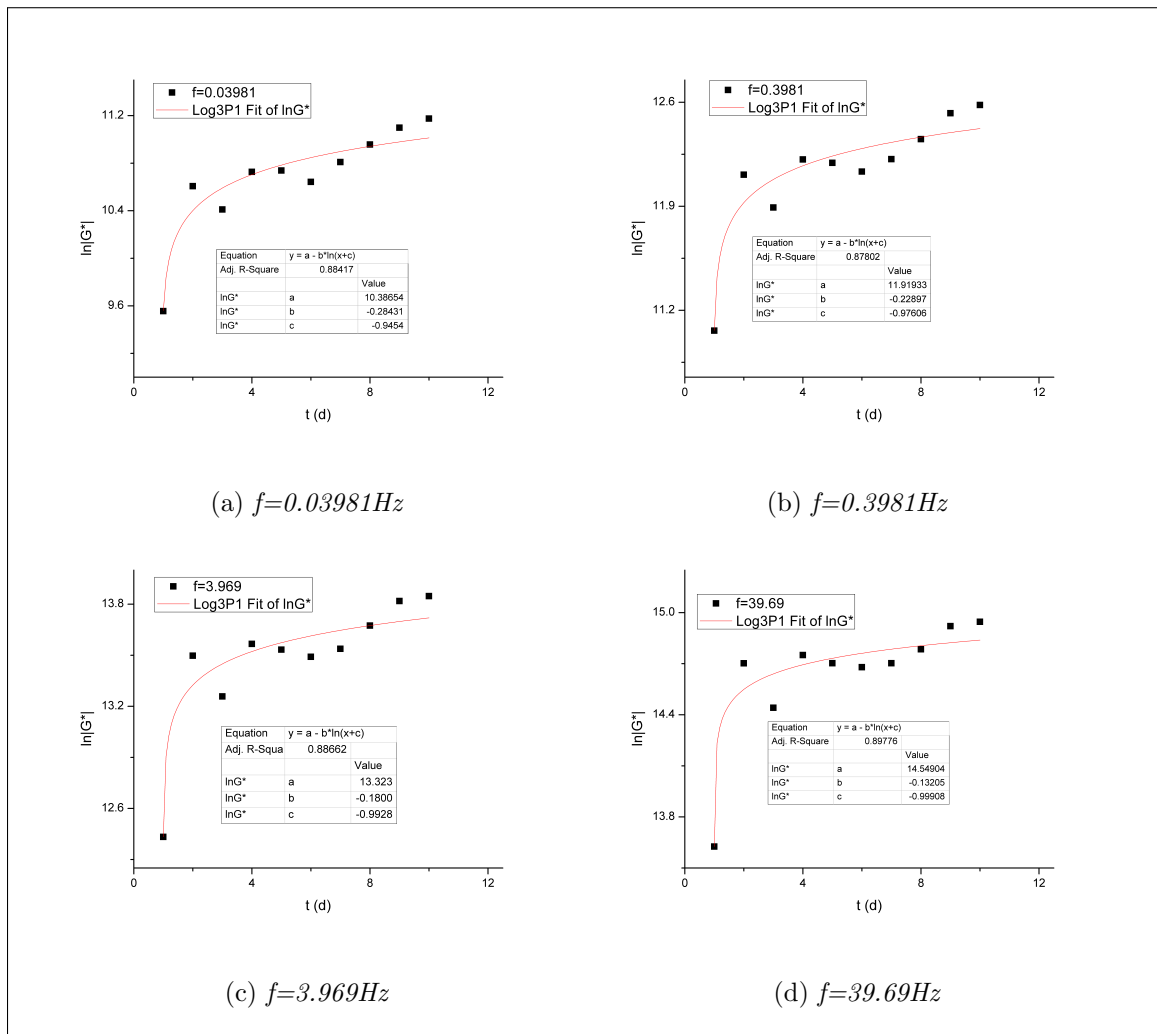 f=0.03981
Log3P1 Fit of lnG*
11.2
10.4
9.6
ln|G*|
Equation y = a - b*ln(x+c)
Adj. R-Square 0.88417
Value
lnG* a 10.38654
lnG* b -0.28431
lnG* c -0.9454
0 4 8 12
t (d)
(a) f=0.03981Hz
f=0.3981
Log3P1 Fit of lnG*
12.6
11.9
11.2
ln|G*|
Equation y = a - b*ln(x+c)
Adj. R-Square 0.87802
Value
lnG* a 11.91933
lnG* b -0.22897
lnG* c -0.97606
0 4 8 12
t (d)
(b) f=0.3981Hz
f=3.969
Log3P1 Fit of lnG*
13.8
13.2
12.6
ln|G*|
Equation y = a - b*ln(x+c)
Adj. R-Squa 0.88662
Value
lnG* a 13.323
lnG* b -0.1800
lnG* c -0.9928
0 4 8 12
t (d)
(c) f=3.969Hz
f=39.69
Log3P1 Fit of lnG*
15.0
14.4
13.8
ln|G*|
Equation y = a - b*ln(x+c)
Adj. R-Square 0.89776
Value
lnG* a 14.54904
lnG* b -0.13205
lnG* c -0.99908
0 4 8 12
t (d)
(d) f=39.69Hz